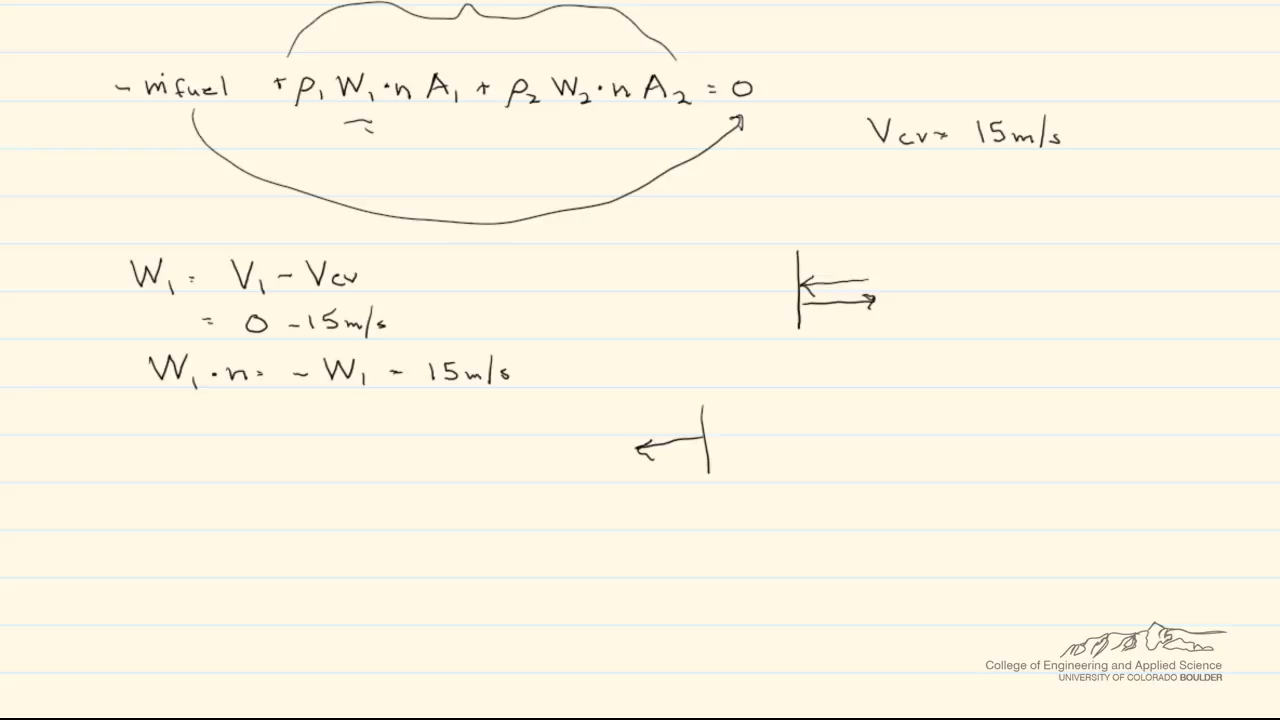 - ṁfuel + ρ₁ W₁·n A₁ + ρ₂ W₂·n A₂ = 0
Vcv = 15m/s
W₁ = V₁ - Vcv
= 0 - 15m/s
W₁·n = - W₁ = 15m/s
College of Engineering and Applied Science
UNIVERSITY OF COLORADO BOULDER